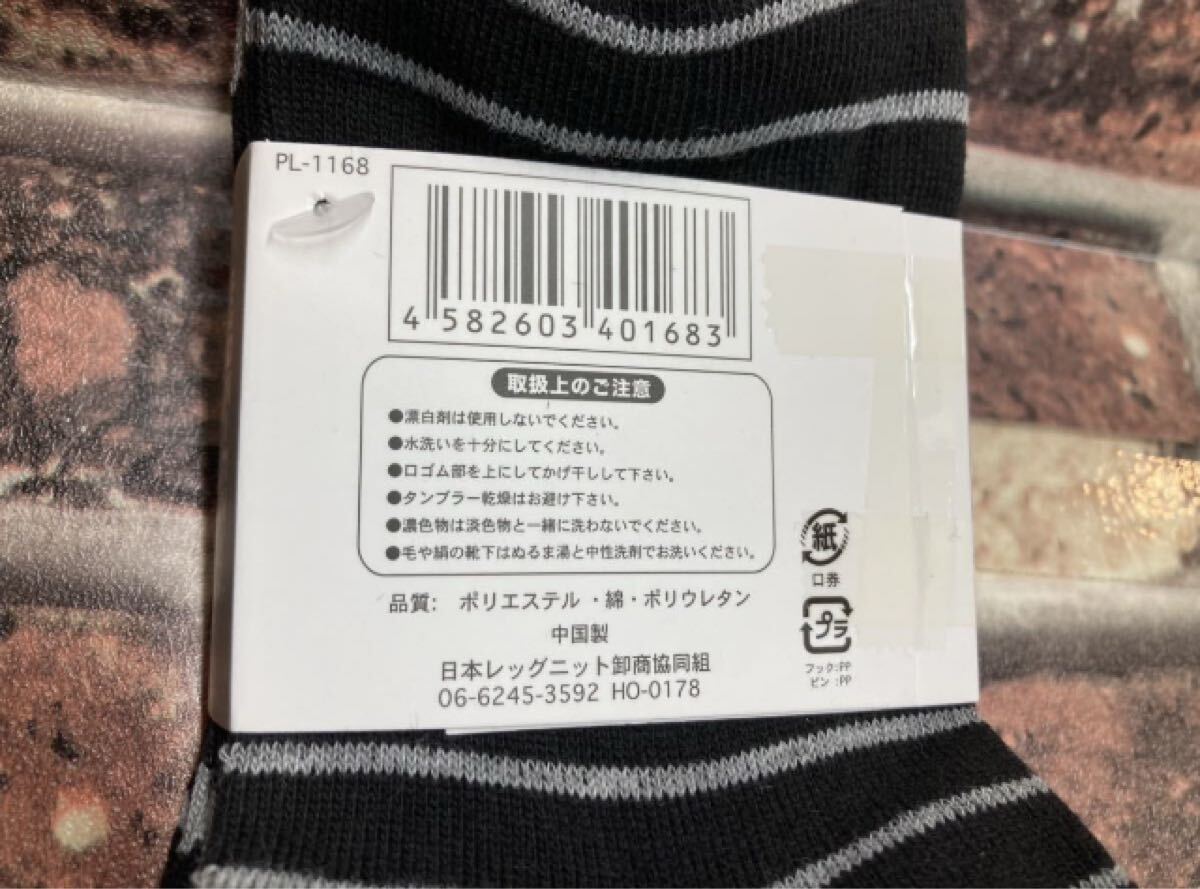 PL-1168
4 582603 401683
取扱上のご注意
●漂白剤は使用しないでください。
●水洗いを十分にしてください。
●口ゴム部を上にしてかげ干しして下さい。
●タンブラー乾燥はお避け下さい。
●濃色物は淡色物と一緒に洗わないでください。
●毛や絹の靴下はぬるま湯と中性洗剤でお洗いください。
品質: ポリエステル ・綿・ポリウレタン
中国製
日本レッグニット卸商協同組
06-6245-3592 HO-0178
紙
口券
プラ
フック:PP
ピン :PP